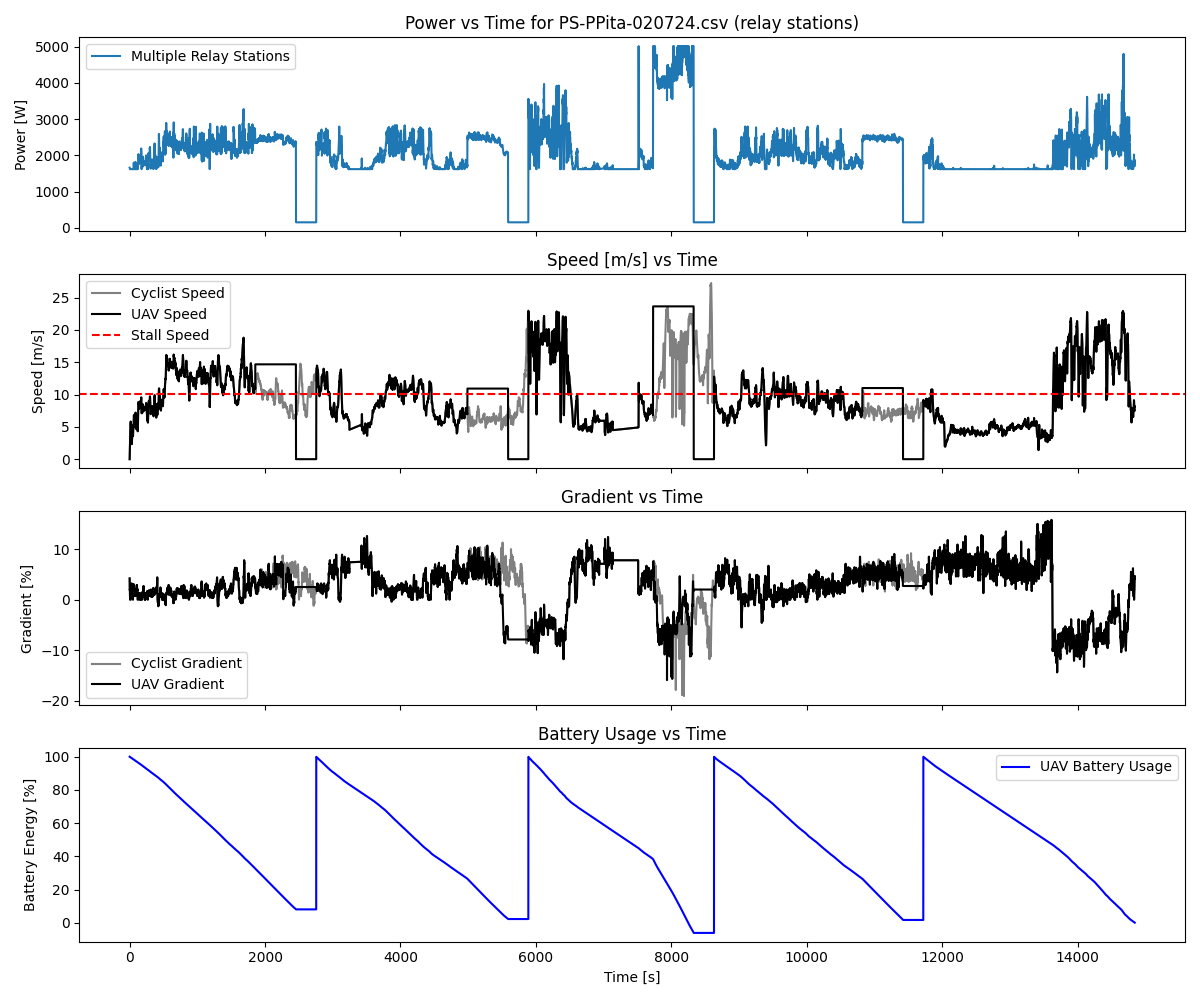 Power vs Time for PS-PPita-020724.csv (relay stations)
Power [W]
5000
4000
3000
2000
1000
0
Multiple Relay Stations
Speed [m/s] vs Time
Speed [m/s]
25
20
15
10
5
0
Cyclist Speed
UAV Speed
Stall Speed
Gradient vs Time
Gradient [%]
10
0
−10
−20
Cyclist Gradient
UAV Gradient
Battery Usage vs Time
Battery Energy [%]
100
80
60
40
20
0
UAV Battery Usage
0 2000 4000 6000 8000 10000 12000 14000
Time [s]